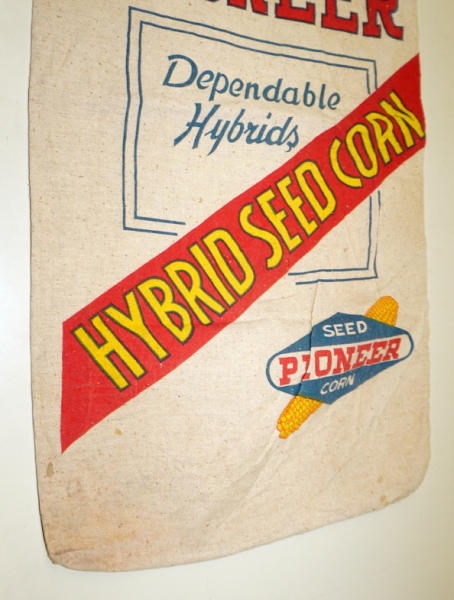 Dependable
Hybrids
HYBRID SEED CORN
SEED
PIONEER
CORN